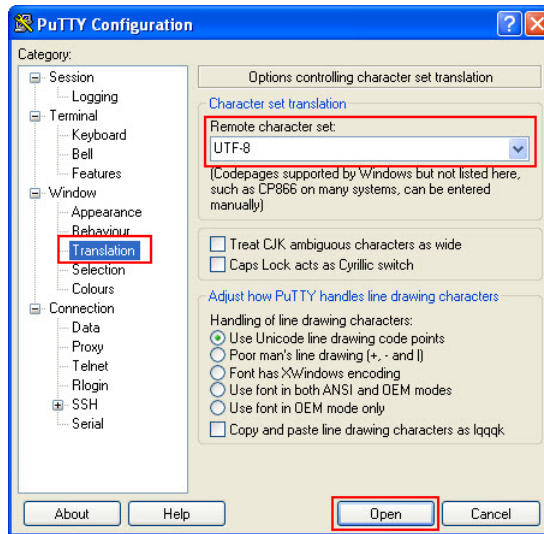 PuTTY Configuration
Category:
Session
Logging
Terminal
Keyboard
Bell
Features
Window
Appearance
Behaviour
Translation
Selection
Colours
Connection
Data
Proxy
Telnet
Rlogin
SSH
Serial
Options controlling character set translation
Character set translation
Remote character set:
UTF-8
(Codepages supported by Windows but not listed here,
such as CP866 on many systems, can be entered
manually)
Treat CJK ambiguous characters as wide
Caps Lock acts as Cyrillic switch
Adjust how PuTTY handles line drawing characters
Handling of line drawing characters:
Use Unicode line drawing code points
Poor man's line drawing (+, - and |)
Font has XWindows encoding
Use font in both ANSI and OEM modes
Use font in OEM mode only
Copy and paste line drawing characters as lqqqk
About
Help
Open
Cancel